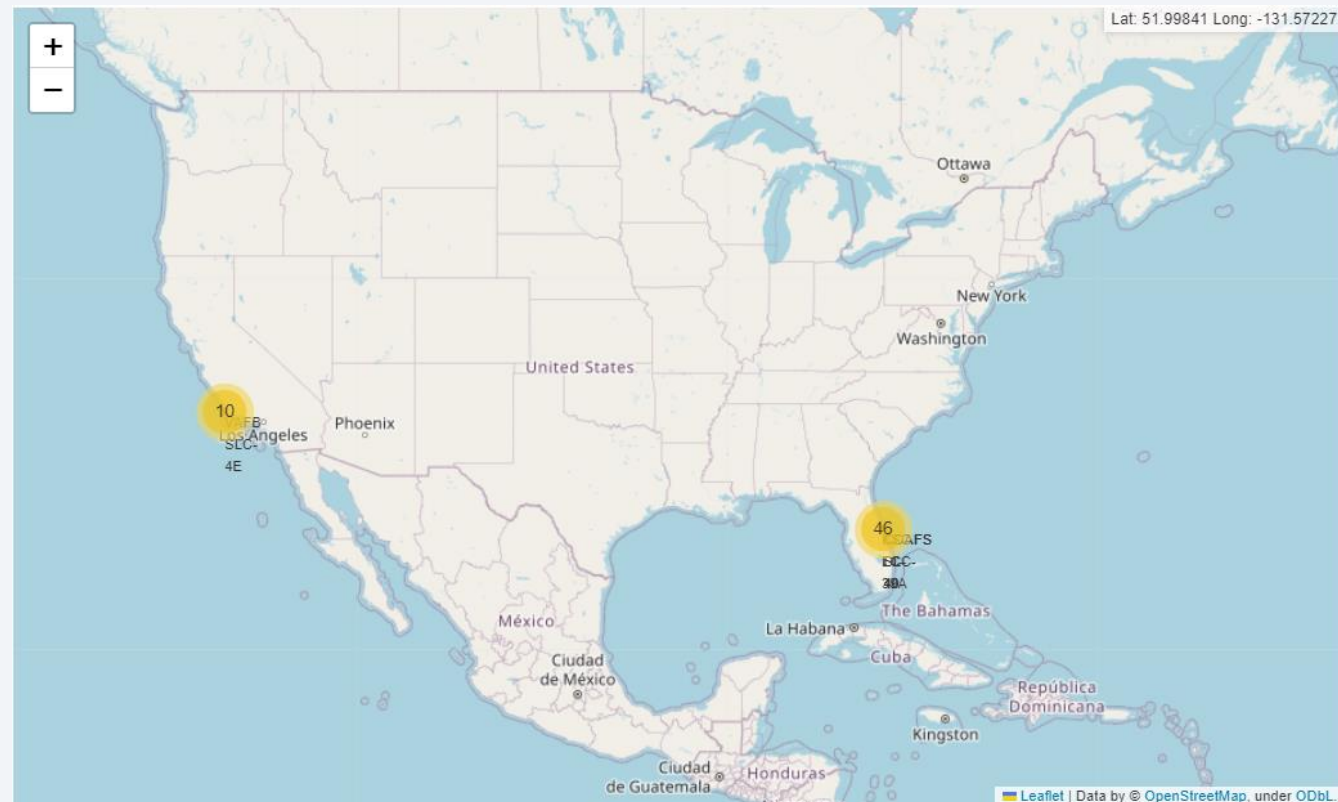 +
−
Lat: 51.99841 Long: -131.57227
Ottawa
New York
Washington
United States
10
VAFB
Los Angeles
SLC-
4E
Phoenix
46
The Bahamas
La Habana
México
Cuba
Ciudad
de México
República
Dominicana
Kingston
Ciudad
de Guatemala
Honduras
Leaflet | Data by © OpenStreetMap, under ODbL.